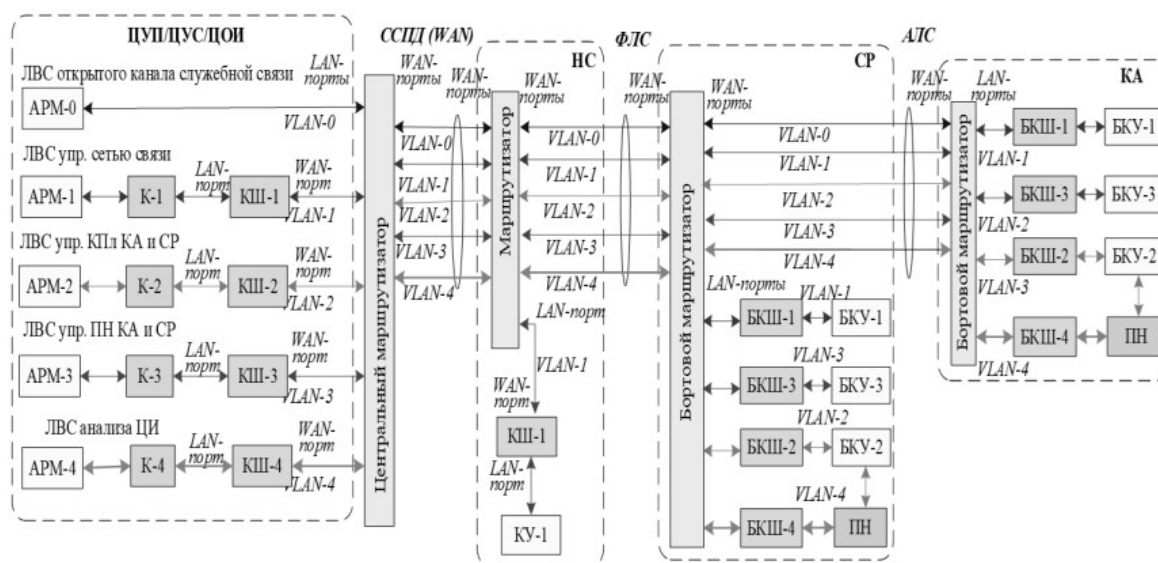 ЦУП/ЦУС/ЦОИ
ЛВС открытого канала служебной связи
LAN-
порты
АРМ-0
VLAN-0
ЛВС упр. сетью связи
LAN-
порт
WAN-
порт
АРМ-1
К-1
КШ-1
VLAN-1
ЛВС упр. КПл КА и СР
LAN-
порт
WAN-
порт
АРМ-2
К-2
КШ-2
VLAN-2
ЛВС упр. ПН КА и СР
LAN-
порт
WAN-
порт
АРМ-3
К-3
КШ-3
VLAN-3
ЛВС анализа ЦИ
LAN-
порт
WAN-
порт
АРМ-4
К-4
КШ-4
VLAN-4
Центральный маршрутизатор
ССПД (WAN)
WAN-
порты
WAN-
порты
VLAN-0
VLAN-1
VLAN-2
VLAN-3
VLAN-4
НС
WAN-
порты
Маршрутизатор
LAN-порт
VLAN-1
WAN-
порт
КШ-1
LAN-
порт
КУ-1
ФЛС
WAN-
порты
VLAN-0
VLAN-1
VLAN-2
VLAN-3
VLAN-4
СР
WAN-
порты
Бортовой маршрутизатор
VLAN-0
VLAN-1
VLAN-2
VLAN-3
VLAN-4
LAN-порты
VLAN-1
БКШ-1
БКУ-1
VLAN-3
БКШ-3
БКУ-3
VLAN-2
БКШ-2
БКУ-2
VLAN-4
БКШ-4
ПН
АЛС
WAN-
порты
LAN-
порты
КА
Бортовой маршрутизатор
БКШ-1
БКУ-1
VLAN-1
БКШ-3
БКУ-3
VLAN-2
БКШ-2
БКУ-2
VLAN-3
БКШ-4
ПН
VLAN-4